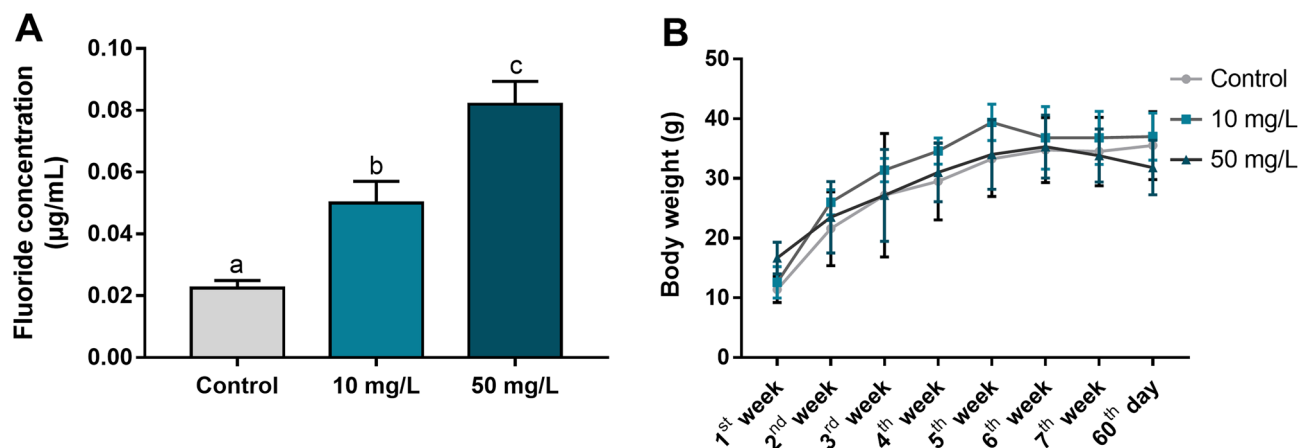 A
Fluoride concentration
(µg/mL)
0.10
0.08
0.06
0.04
0.02
0.00
a
b
c
Control
10 mg/L
50 mg/L
B
Body weight (g)
50
40
30
20
10
0
1st week
2nd week
3rd week
4th week
5th week
6th week
7th week
60th day
Control
10 mg/L
50 mg/L